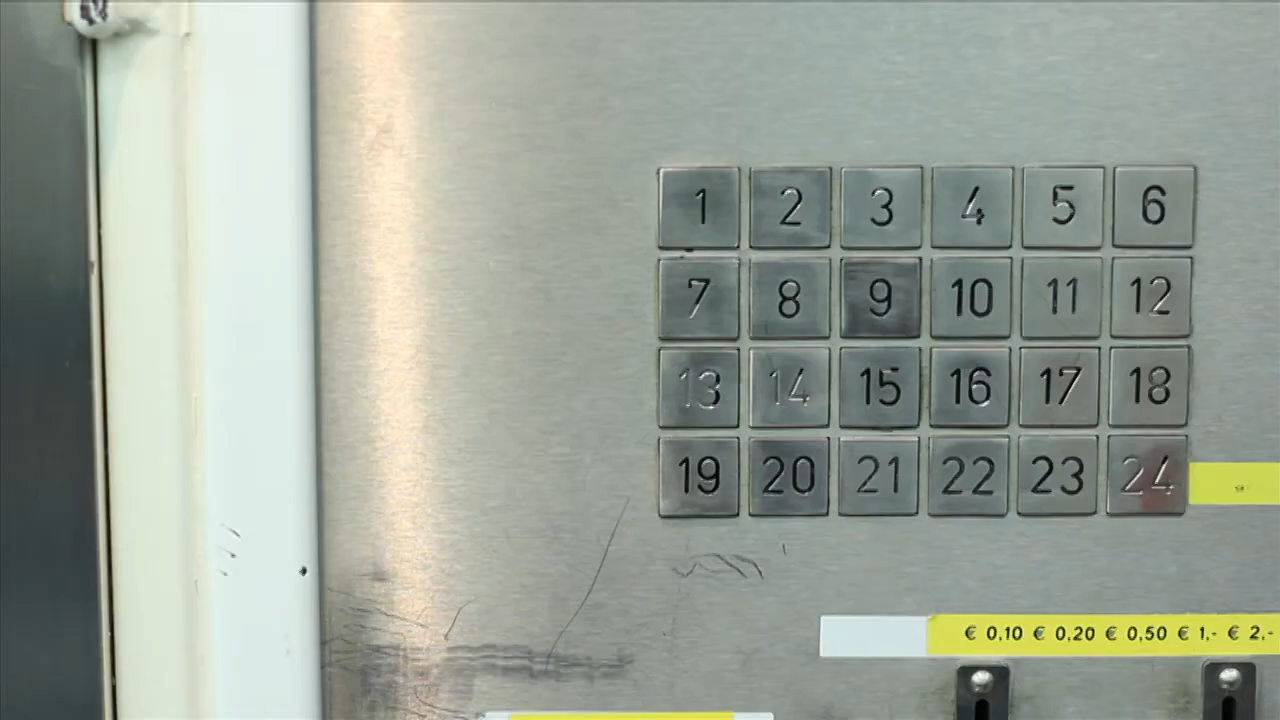 1 2 3 4 5 6
7 8 9 10 11 12
13 14 15 16 17 18
19 20 21 22 23 24
€ 0,10 € 0,20 € 0,50 € 1,- € 2,-